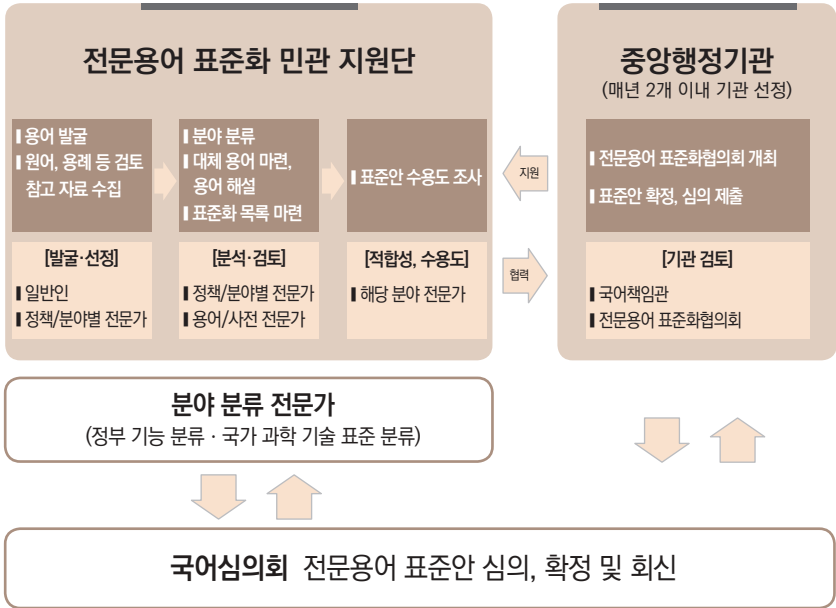 전문용어 표준화 민관 지원단
용어 발굴
원어, 용례 등 검토
참고 자료 수집
분야 분류
대체 용어 마련,
용어 해설
표준화 목록 마련
표준안 수용도 조사
[발굴·선정]
일반인
정책/분야별 전문가
[분석·검토]
정책/분야별 전문가
용어/사전 전문가
[적합성, 수용도]
해당 분야 전문가
지원
협력
중앙행정기관
(매년 2개 이내 기관 선정)
전문용어 표준화협의회 개최
표준안 확정, 심의 제출
[기관 검토]
국어책임관
전문용어 표준화협의회
분야 분류 전문가
(정부 기능 분류 · 국가 과학 기술 표준 분류)
국어심의회 전문용어 표준안 심의, 확정 및 회신